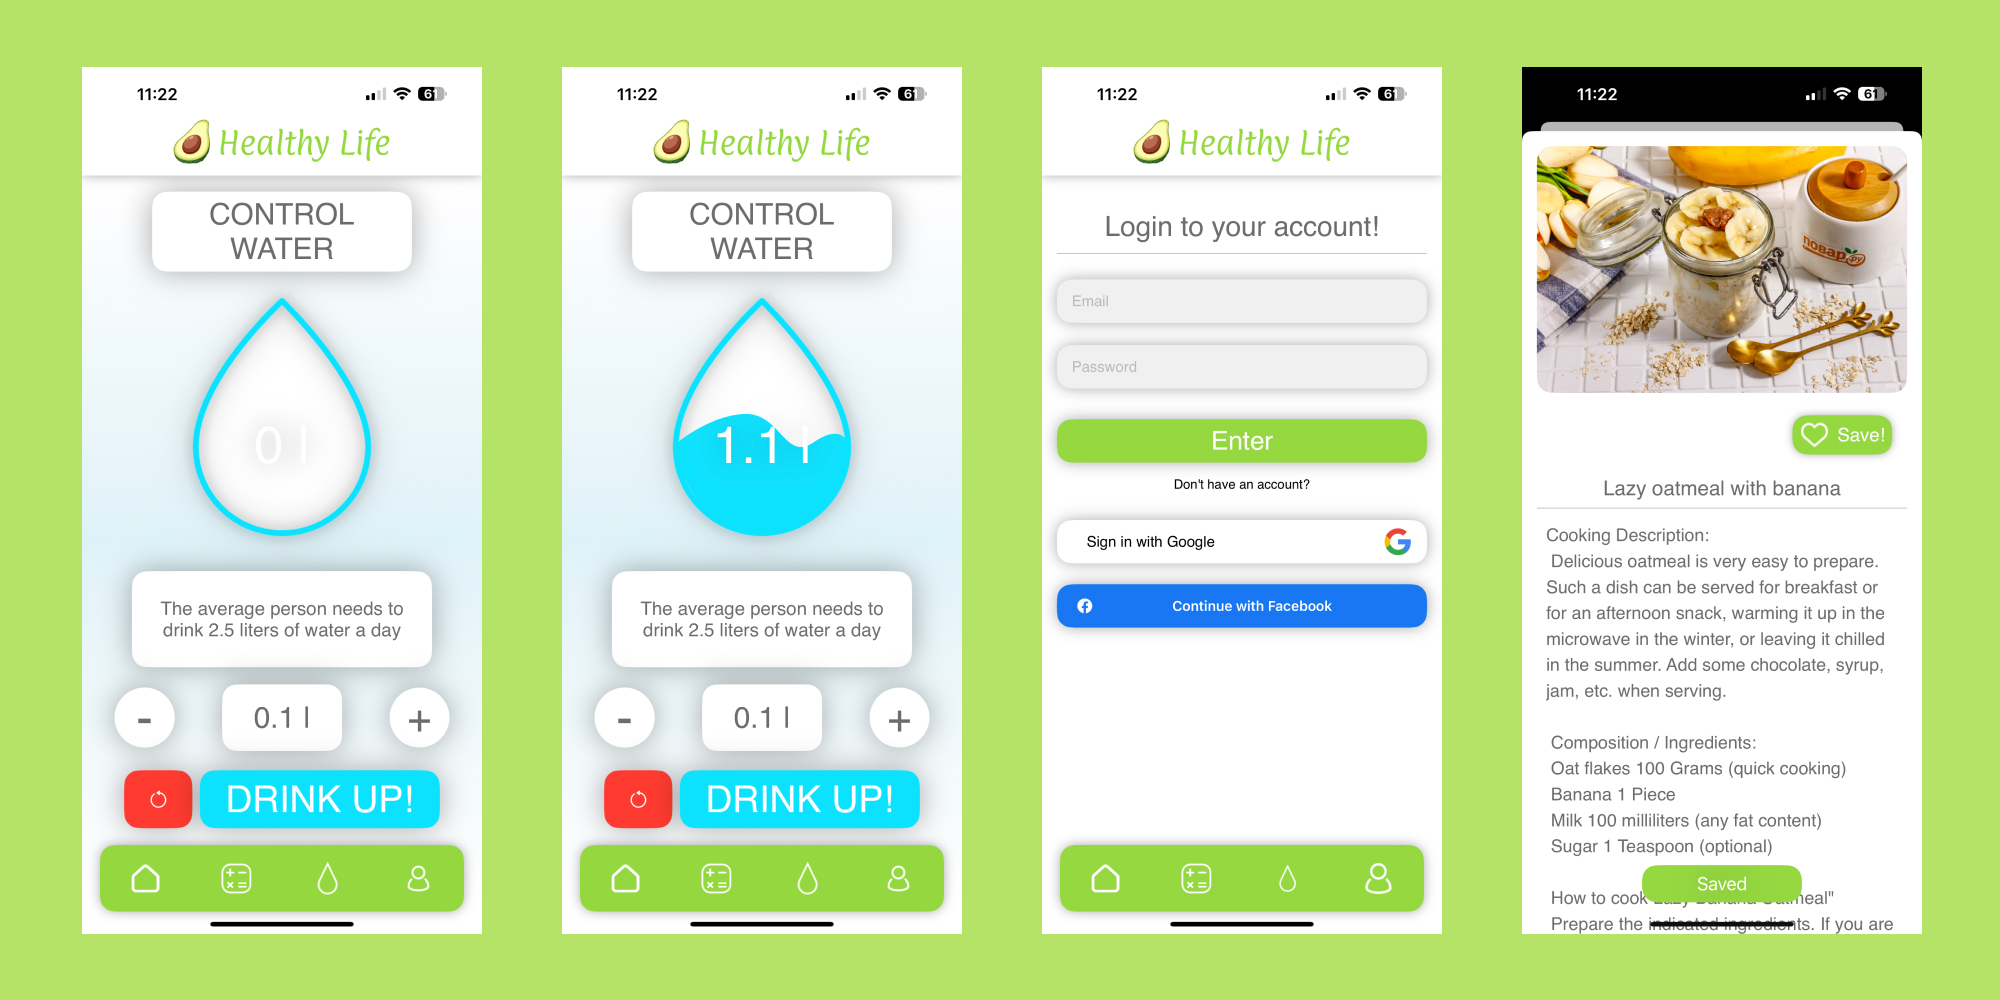 11:22
61
Healthy Life
CONTROL
WATER
0 l
The average person needs to
drink 2.5 liters of water a day
-
0.1 l
+
DRINK UP!
11:22
61
Healthy Life
CONTROL
WATER
1.1 l
The average person needs to
drink 2.5 liters of water a day
-
0.1 l
+
DRINK UP!
11:22
61
Healthy Life
Login to your account!
Email
Password
Enter
Don't have an account?
Sign in with Google
Continue with Facebook
11:22
61
повар.ру
Save!
Lazy oatmeal with banana
Cooking Description:
Delicious oatmeal is very easy to prepare.
Such a dish can be served for breakfast or
for an afternoon snack, warming it up in the
microwave in the winter, or leaving it chilled
in the summer. Add some chocolate, syrup,
jam, etc. when serving.
Composition / Ingredients:
Oat flakes 100 Grams (quick cooking)
Banana 1 Piece
Milk 100 milliliters (any fat content)
Sugar 1 Teaspoon (optional)
Saved
How to cook "Lazy Banana Oatmeal"
Prepare the indicated ingredients. If you are